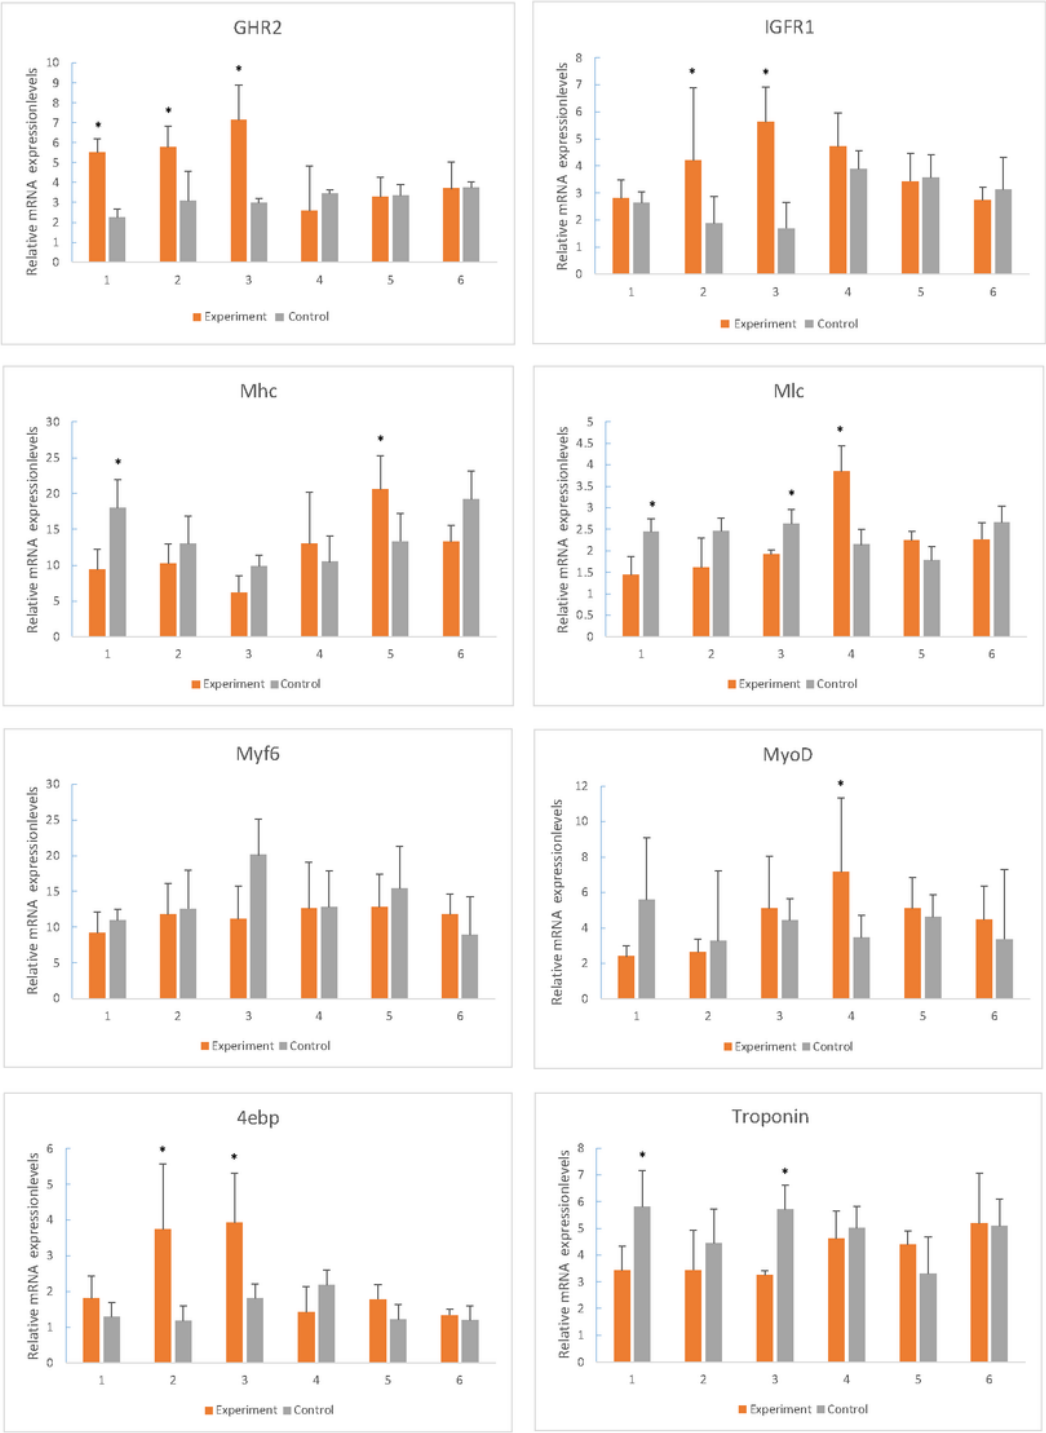 GHR2
Relative mRNA expressionlevels
10
9
8
7
6
5
4
3
2
1
0
* * *
1 2 3 4 5 6
Experiment Control
IGFR1
Relative mRNA expressionlevels
8
7
6
5
4
3
2
1
0
* *
1 2 3 4 5 6
Experiment Control
Mhc
Relative mRNA expressionlevels
30
25
20
15
10
5
0
* *
1 2 3 4 5 6
Experiment Control
Mlc
Relative mRNA expressionlevels
5
4.5
4
3.5
3
2.5
2
1.5
1
0.5
0
* * *
1 2 3 4 5 6
Experiment Control
Myf6
Relative mRNA expressionlevels
30
25
20
15
10
5
0
1 2 3 4 5 6
Experiment Control
MyoD
Relative mRNA expressionlevels
12
10
8
6
4
2
0
*
1 2 3 4 5 6
Experiment Control
4ebp
Relative mRNA expressionlevels
6
5
4
3
2
1
0
* *
1 2 3 4 5 6
Experiment Control
Troponin
Relative mRNA expressionlevels
8
7
6
5
4
3
2
1
0
* *
1 2 3 4 5 6
Experiment Control